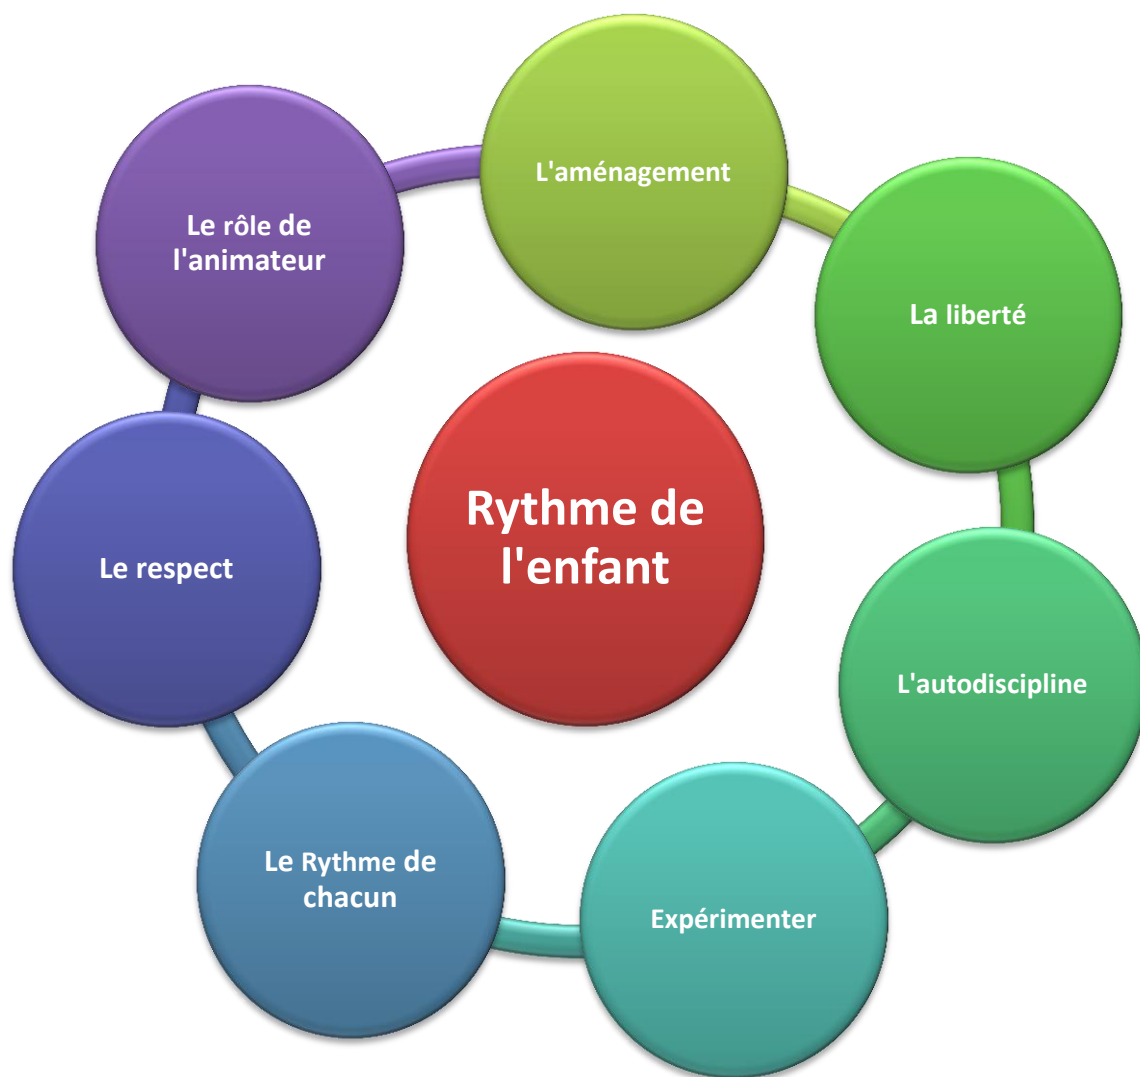 L'aménagement
La liberté
L'autodiscipline
Expérimenter
Le Rythme de
chacun
Le respect
Le rôle de
l'animateur
Rythme de
l'enfant